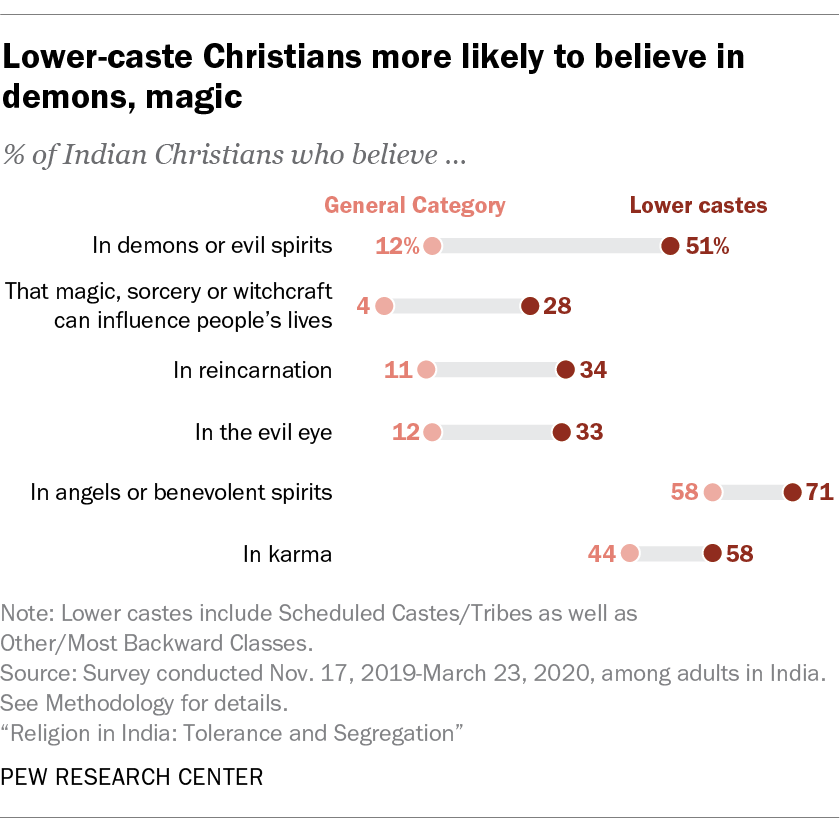 Lower-caste Christians more likely to believe in
demons, magic
% of Indian Christians who believe ...
General Category Lower castes
In demons or evil spirits 12% 51%
That magic, sorcery or witchcraft
can influence people's lives 4 28
In reincarnation 11 34
In the evil eye 12 33
In angels or benevolent spirits 58 71
In karma 44 58
Note: Lower castes include Scheduled Castes/Tribes as well as
Other/Most Backward Classes.
Source: Survey conducted Nov. 17, 2019-March 23, 2020, among adults in India.
See Methodology for details.
“Religion in India: Tolerance and Segregation”
PEW RESEARCH CENTER